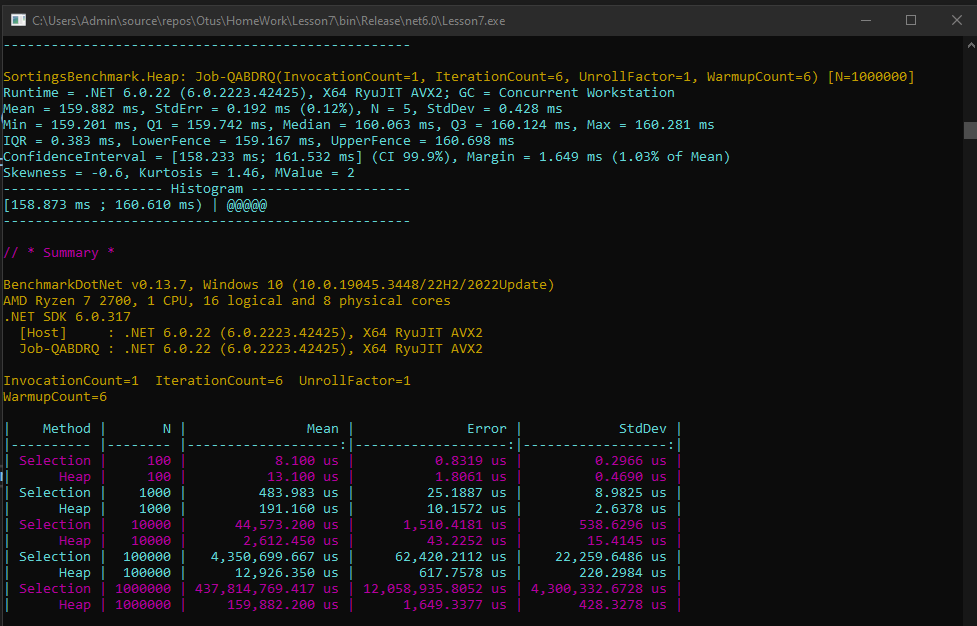 C:\Users\Admin\source\repos\Otus\HomeWork\Lesson7\bin\Release\net6.0\Lesson7.exe
---------------------------------------------------
SortingsBenchmark.Heap: Job-QABDRQ(InvocationCount=1, IterationCount=6, UnrollFactor=1, WarmupCount=6) [N=1000000]
Runtime = .NET 6.0.22 (6.0.2223.42425), X64 RyuJIT AVX2; GC = Concurrent Workstation
Mean = 159.882 ms, StdErr = 0.192 ms (0.12%), N = 5, StdDev = 0.428 ms
Min = 159.201 ms, Q1 = 159.742 ms, Median = 160.063 ms, Q3 = 160.124 ms, Max = 160.281 ms
IQR = 0.383 ms, LowerFence = 159.167 ms, UpperFence = 160.698 ms
ConfidenceInterval = [158.233 ms; 161.532 ms] (CI 99.9%), Margin = 1.649 ms (1.03% of Mean)
Skewness = -0.6, Kurtosis = 1.46, MValue = 2
-------------------- Histogram --------------------
[158.873 ms ; 160.610 ms) | @@@@@
---------------------------------------------------
// * Summary *
BenchmarkDotNet v0.13.7, Windows 10 (10.0.19045.3448/22H2/2022Update)
AMD Ryzen 7 2700, 1 CPU, 16 logical and 8 physical cores
.NET SDK 6.0.317
[Host]     : .NET 6.0.22 (6.0.2223.42425), X64 RyuJIT AVX2
Job-QABDRQ : .NET 6.0.22 (6.0.2223.42425), X64 RyuJIT AVX2
InvocationCount=1  IterationCount=6  UnrollFactor=1
WarmupCount=6
|    Method |       N |               Mean |              Error |            StdDev |
|---------- |-------- |-------------------:|-------------------:|------------------:|
| Selection |     100 |           8.100 us |          0.8319 us |         0.2966 us |
|      Heap |     100 |          13.100 us |          1.8061 us |         0.4690 us |
| Selection |    1000 |         483.983 us |         25.1887 us |         8.9825 us |
|      Heap |    1000 |         191.160 us |         10.1572 us |         2.6378 us |
| Selection |   10000 |      44,573.200 us |      1,510.4181 us |       538.6296 us |
|      Heap |   10000 |       2,612.450 us |         43.2252 us |        15.4145 us |
| Selection |  100000 |   4,350,699.667 us |     62,420.2112 us |    22,259.6486 us |
|      Heap |  100000 |      12,926.350 us |        617.7578 us |       220.2984 us |
| Selection | 1000000 | 437,814,769.417 us | 12,058,935.8052 us | 4,300,332.6728 us |
|      Heap | 1000000 |     159,882.200 us |      1,649.3377 us |       428.3278 us |